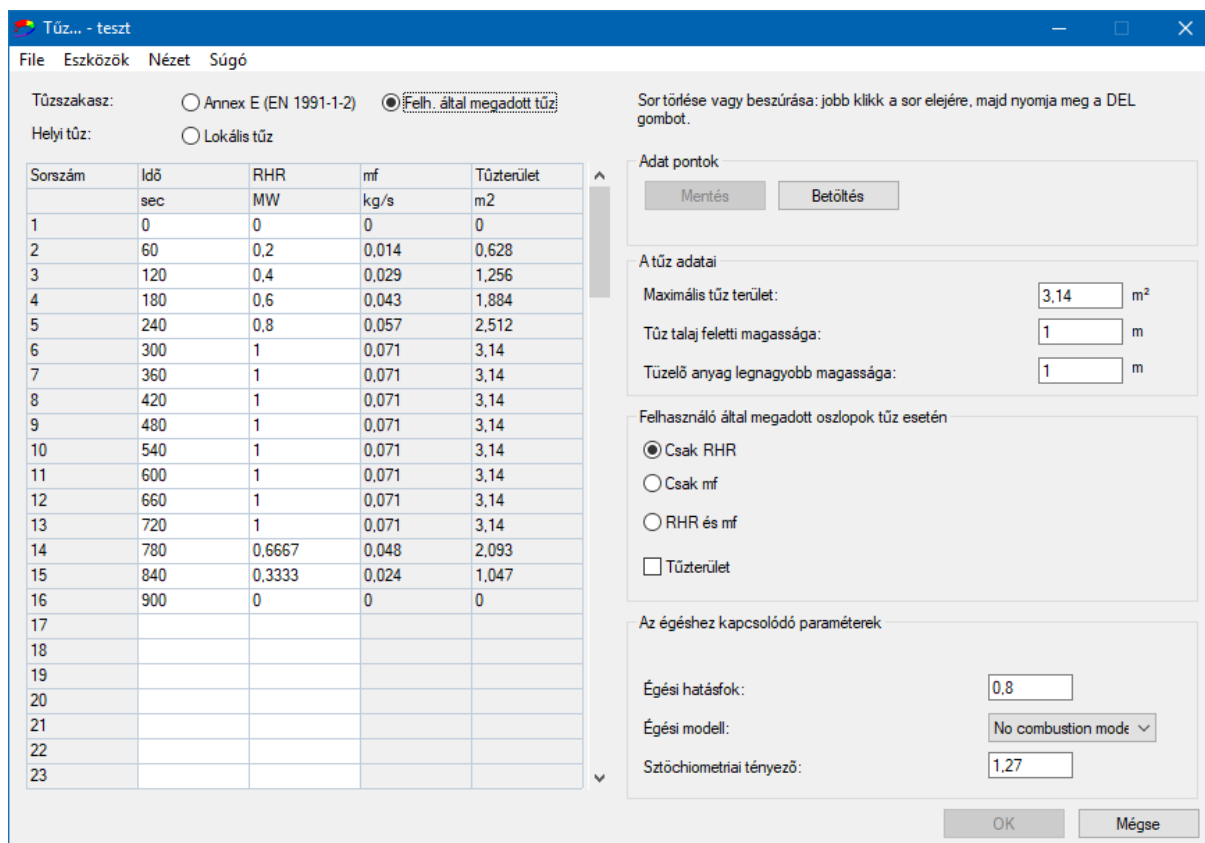 Tűz... - teszt
File Eszközök Nézet Súgó
Tûzszakasz: Annex E (EN 1991-1-2) Felh. által megadott tűz
Helyi tûz: Lokális tűz
Sorszám Idõ RHR mf Tûzterület
sec MW kg/s m2
1 0 0 0 0
2 60 0,2 0,014 0,628
3 120 0,4 0,029 1,256
4 180 0,6 0,043 1,884
5 240 0,8 0,057 2,512
6 300 1 0,071 3,14
7 360 1 0,071 3,14
8 420 1 0,071 3,14
9 480 1 0,071 3,14
10 540 1 0,071 3,14
11 600 1 0,071 3,14
12 660 1 0,071 3,14
13 720 1 0,071 3,14
14 780 0,6667 0,048 2,093
15 840 0,3333 0,024 1,047
16 900 0 0 0
17
18
19
20
21
22
23
Sor törlése vagy beszúrása: jobb klikk a sor elejére, majd nyomja meg a DEL
gombot.
Adat pontok
Mentés Betöltés
A tűz adatai
Maximális tűz terület: 3,14 m²
Tûz talaj feletti magassága: 1 m
Tüzelõ anyag legnagyobb magassága: 1 m
Felhasználó által megadott oszlopok tűz esetén
Csak RHR
Csak mf
RHR és mf
Tűzterület
Az égéshez kapcsolódó paraméterek
Égési hatásfok: 0,8
Égési modell: No combustion mode
Sztöchiometriai tényezõ: 1,27
OK Mégse